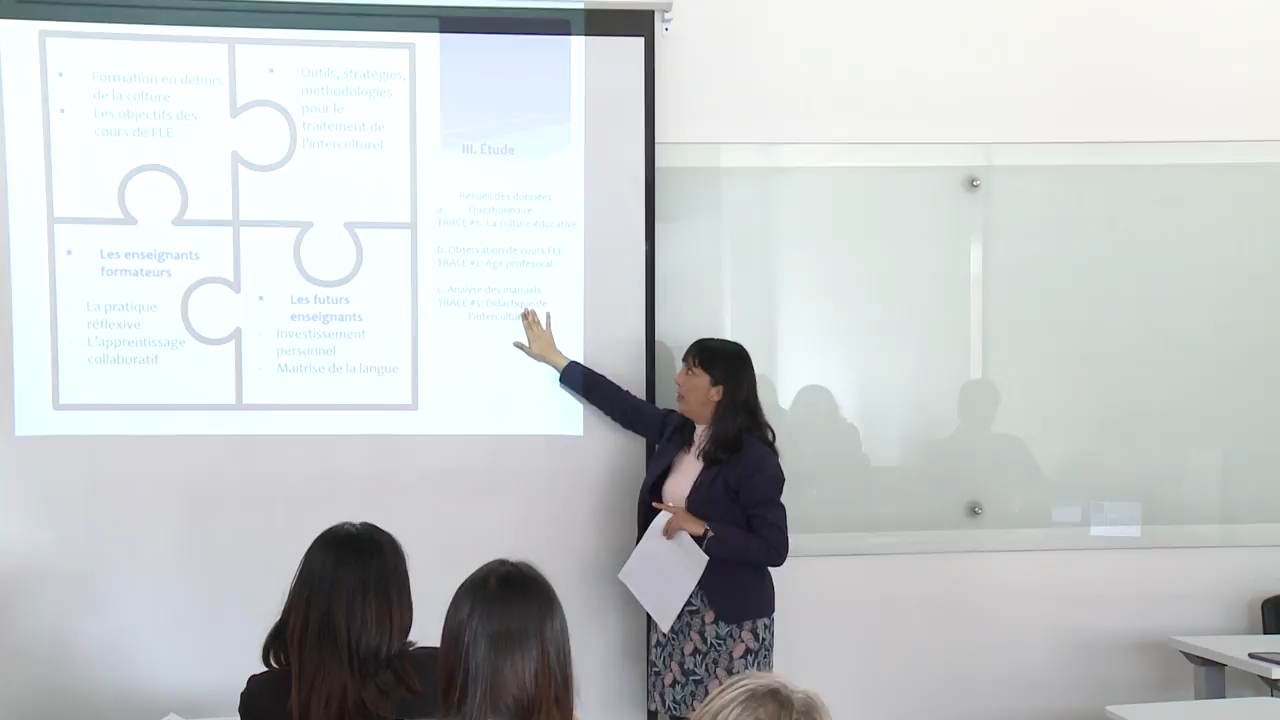 Formation en dehors
de la culture
Les objectifs des
cours de FLE
Outils, stratégies,
méthodologies
pour le
traitement de
l'interculturel
Les enseignants
formateurs
- La pratique
réflexive
- L'apprentissage
collaboratif
Les futurs
enseignants
- Investissement
personnel
- Maitrise de la langue
III. Étude
Recueil des données
a. Questionnaire
TRACE #1: La culture éducative
b. Observation de cours FLE
TRACE #2: Agir professoral
c. Analyse des manuels
TRACE #3: Didactique de